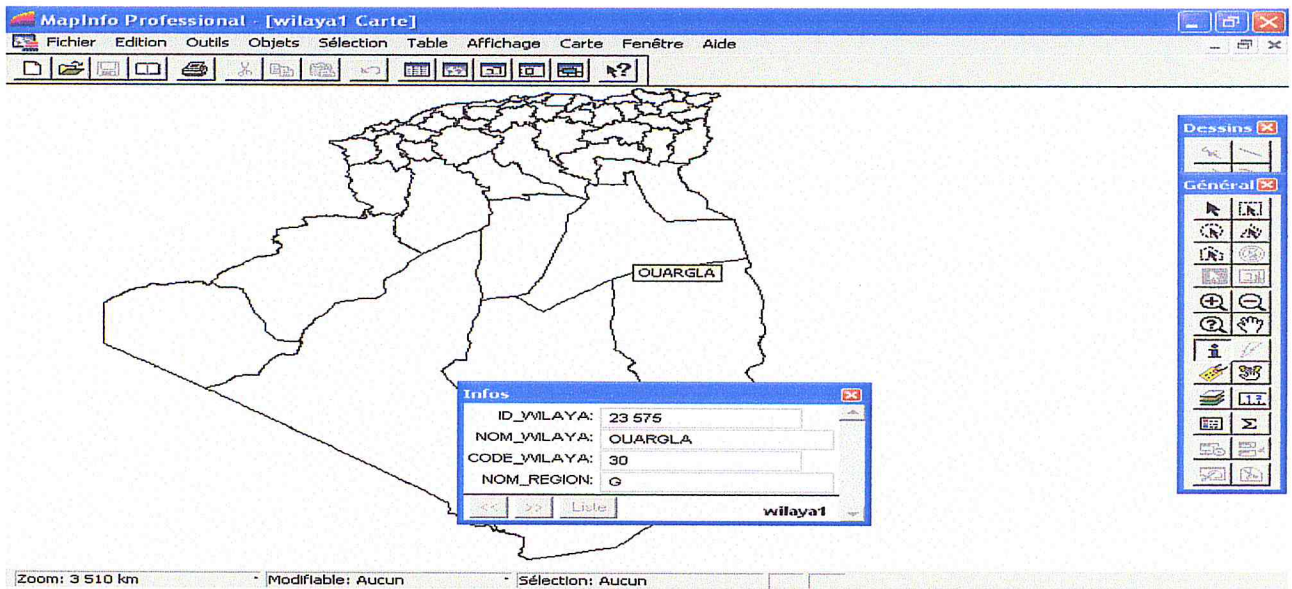 MapInfo Professional - [wilaya1 Carte]
Fichier Edition Outils Objets Sélection Table Affichage Carte Fenêtre Aide
Dessins
Général
OUARGLA
Infos
ID_WILAYA: 23 575
NOM_WILAYA: OUARGLA
CODE_WILAYA: 30
NOM_REGION: G
<< >> Liste wilaya1
Zoom: 3 510 km Modifiable: Aucun Sélection: Aucun